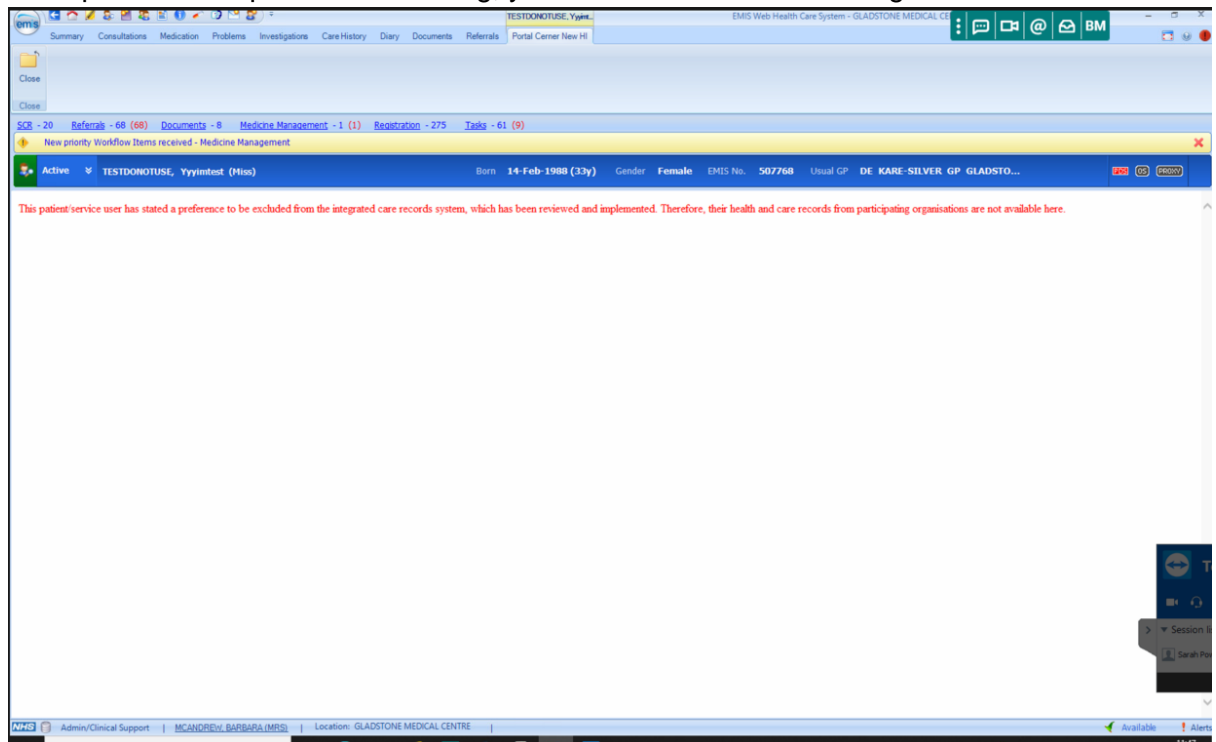 TESTDONOTUSE, Yyyim...
EMIS Web Health Care System - GLADSTONE MEDICAL CE
BM
emis
Summary Consultations Medication Problems Investigations Care History Diary Documents Referrals Portal Cerner New HI
Close
Close
SCR - 20 Referrals - 68 (68) Documents - 8 Medicine Management - 1 (1) Registration - 275 Tasks - 61 (9)
New priority Workflow Items received - Medicine Management
Active TESTDONOTUSE, Yyyimtest (Miss) Born 14-Feb-1988 (33y) Gender Female EMIS No. 507768 Usual GP DE KARE-SILVER GP GLADSTO... OS PROXY
This patient/service user has stated a preference to be excluded from the integrated care records system, which has been reviewed and implemented. Therefore, their health and care records from participating organisations are not available here.
Session li
Sarah Pow
NHS Admin/Clinical Support | MCANDREW, BARBARA (MRS) | Location: GLADSTONE MEDICAL CENTRE | Available Alerts